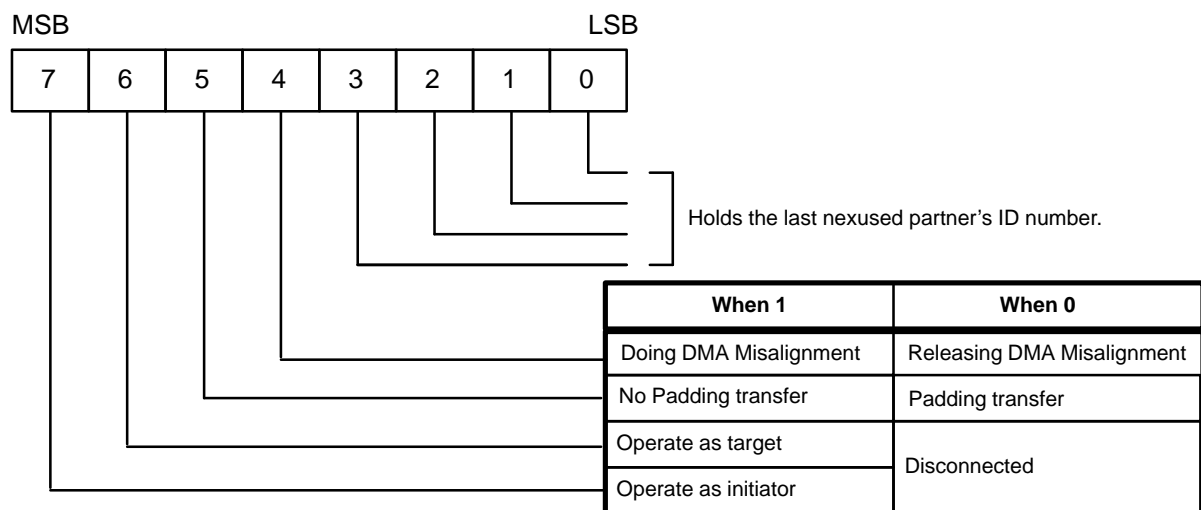 MSB LSB
7 6 5 4 3 2 1 0
Holds the last nexused partner’s ID number.
When 1 When 0
Doing DMA Misalignment Releasing DMA Misalignment
No Padding transfer Padding transfer
Operate as target
Disconnected
Operate as initiator